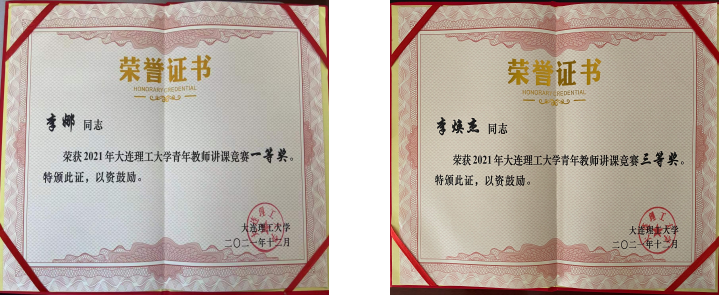 荣誉证书
HONORARY CREDENTIAL
李娜 同志
荣获2021年大连理工大学青年教师讲课竞赛一等奖。
特颁此证，以资鼓励。
大连理工大学
二〇二一年十二月
荣誉证书
HONORARY CREDENTIAL
李焕杰 同志
荣获2021年大连理工大学青年教师讲课竞赛三等奖。
特颁此证，以资鼓励。
大连理工大学
二〇二一年十二月